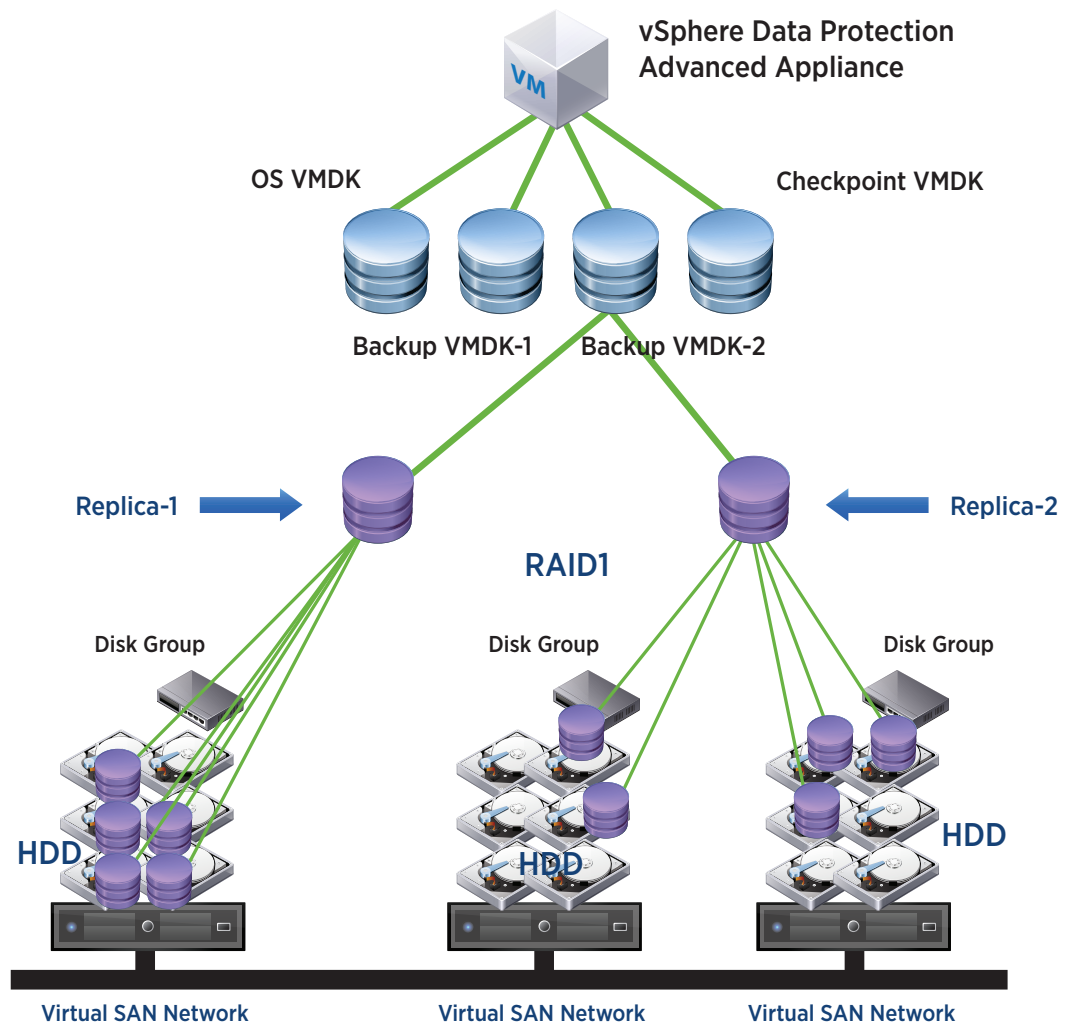 vSphere Data Protection
Advanced Appliance
VM
OS VMDK
Checkpoint VMDK
Backup VMDK-1
Backup VMDK-2
Replica-1
Replica-2
RAID1
Disk Group
Disk Group
Disk Group
HDD
HDD
HDD
Virtual SAN Network
Virtual SAN Network
Virtual SAN Network